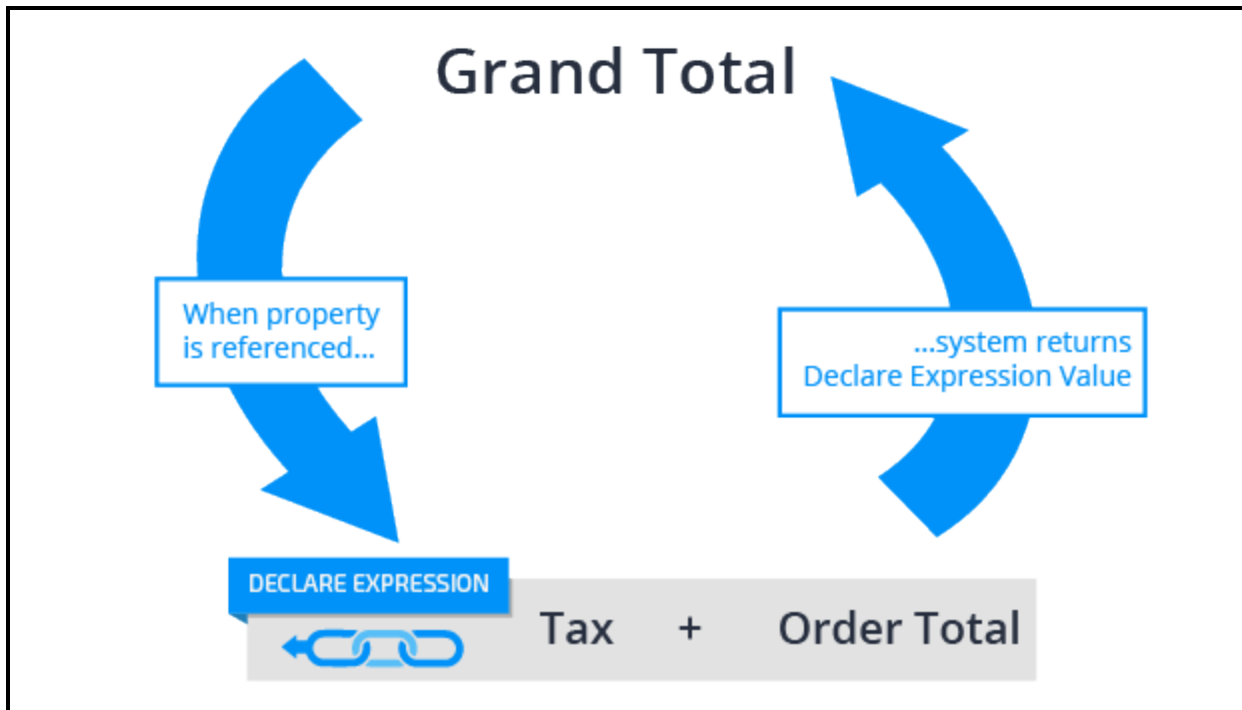 Grand Total
When property
is referenced...
...system returns
Declare Expression Value
DECLARE EXPRESSION
Tax + Order Total